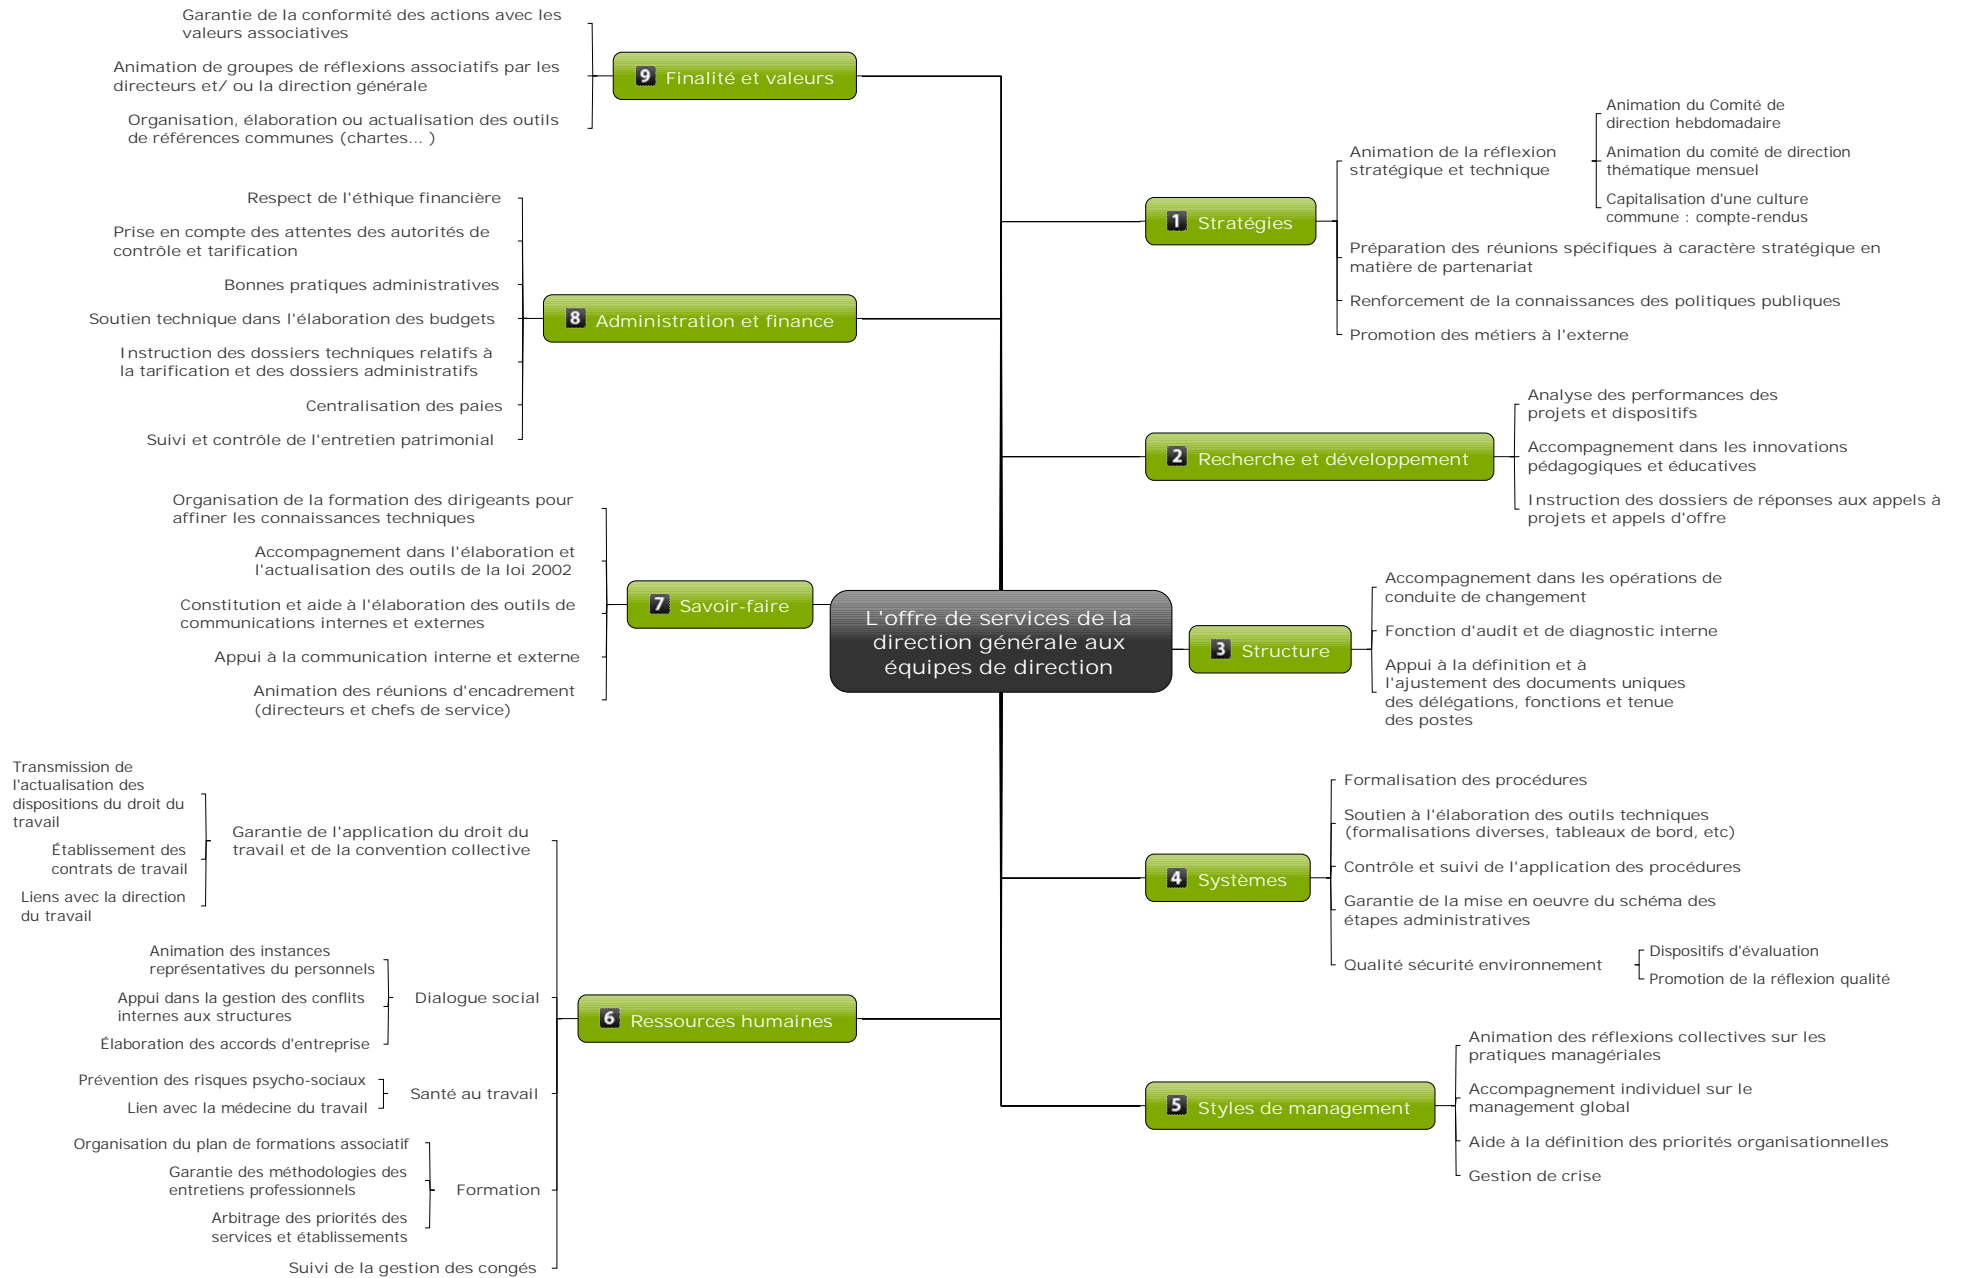 L'offre de services de la
direction générale aux
équipes de direction
1 Stratégies
Animation de la réflexion
stratégique et technique
Animation du Comité de
direction hebdomadaire
Animation du comité de direction
thématique mensuel
Capitalisation d'une culture
commune : compte-rendus
Préparation des réunions spécifiques à caractère stratégique en
matière de partenariat
Renforcement de la connaissances des politiques publiques
Promotion des métiers à l'externe
2 Recherche et développement
Analyse des performances des
projets et dispositifs
Accompagnement dans les innovations
pédagogiques et éducatives
Instruction des dossiers de réponses aux appels à
projets et appels d'offre
3 Structure
Accompagnement dans les opérations de
conduite de changement
Fonction d'audit et de diagnostic interne
Appui à la définition et à
l'ajustement des documents uniques
des délégations, fonctions et tenue
des postes
4 Systèmes
Formalisation des procédures
Soutien à l'élaboration des outils techniques
(formalisations diverses, tableaux de bord, etc)
Contrôle et suivi de l'application des procédures
Garantie de la mise en oeuvre du schéma des
étapes administratives
Qualité sécurité environnement
Dispositifs d'évaluation
Promotion de la réflexion qualité
5 Styles de management
Animation des réflexions collectives sur les
pratiques managériales
Accompagnement individuel sur le
management global
Aide à la définition des priorités organisationnelles
Gestion de crise
6 Ressources humaines
Garantie de l'application du droit du
travail et de la convention collective
Transmission de
l'actualisation des
dispositions du droit du
travail
Établissement des
contrats de travail
Liens avec la direction
du travail
Dialogue social
Animation des instances
représentatives du personnels
Appui dans la gestion des conflits
internes aux structures
Élaboration des accords d'entreprise
Santé au travail
Prévention des risques psycho-sociaux
Lien avec la médecine du travail
Formation
Organisation du plan de formations associatif
Garantie des méthodologies des
entretiens professionnels
Arbitrage des priorités des
services et établissements
Suivi de la gestion des congés
7 Savoir-faire
Organisation de la formation des dirigeants pour
affiner les connaissances techniques
Accompagnement dans l'élaboration et
l'actualisation des outils de la loi 2002
Constitution et aide à l'élaboration des outils de
communications internes et externes
Appui à la communication interne et externe
Animation des réunions d'encadrement
(directeurs et chefs de service)
8 Administration et finance
Respect de l'éthique financière
Prise en compte des attentes des autorités de
contrôle et tarification
Bonnes pratiques administratives
Soutien technique dans l'élaboration des budgets
Instruction des dossiers techniques relatifs à
la tarification et des dossiers administratifs
Centralisation des paies
Suivi et contrôle de l'entretien patrimonial
9 Finalité et valeurs
Garantie de la conformité des actions avec les
valeurs associatives
Animation de groupes de réflexions associatifs par les
directeurs et/ ou la direction générale
Organisation, élaboration ou actualisation des outils
de références communes (chartes... )